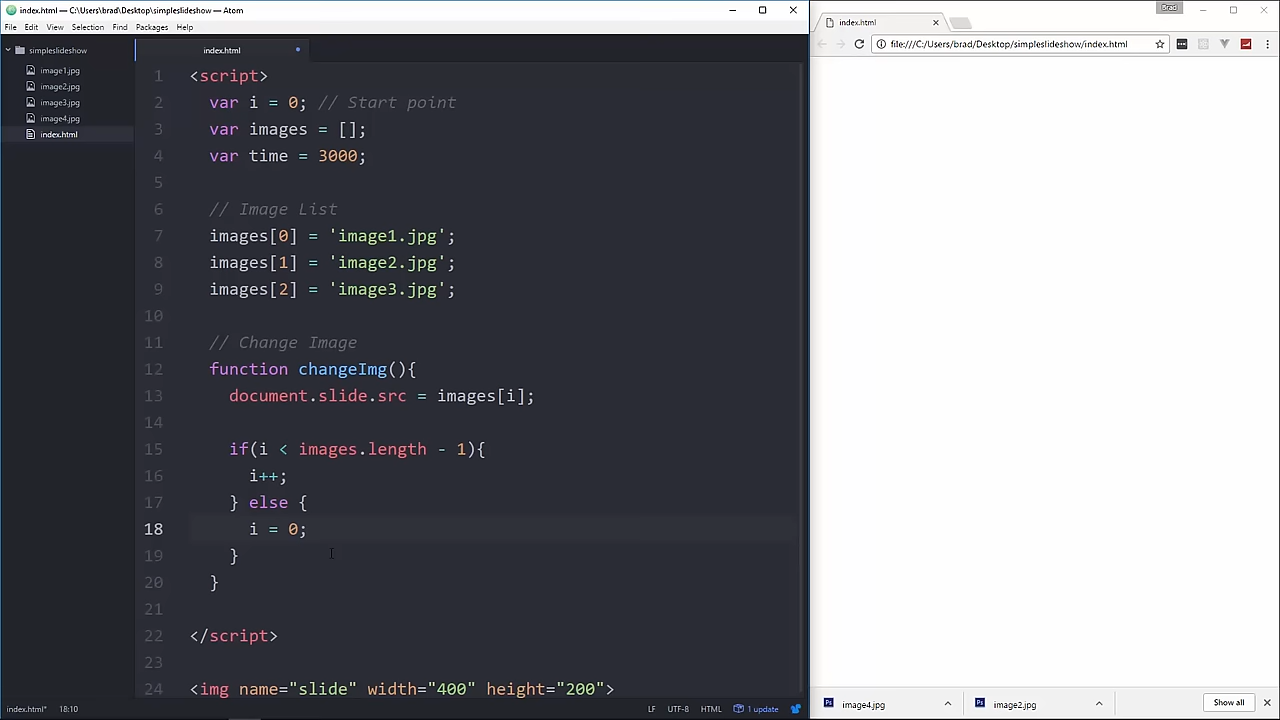 index.html — C:\Users\brad\Desktop\simpleslideshow — Atom
File Edit View Selection Find Packages Help
simpleslideshow
image1.jpg
image2.jpg
image3.jpg
image4.jpg
index.html
index.html
1 <script>
2 var i = 0; // Start point
3 var images = [];
4 var time = 3000;
5
6 // Image List
7 images[0] = 'image1.jpg';
8 images[1] = 'image2.jpg';
9 images[2] = 'image3.jpg';
10
11 // Change Image
12 function changeImg(){
13 document.slide.src = images[i];
14
15 if(i < images.length - 1){
16 i++;
17 } else {
18 i = 0;
19 }
20 }
21
22 </script>
23
24 <img name="slide" width="400" height="200">
index.html* 18:10 LF UTF-8 HTML 1 update
Brad
index.html
file:///C:/Users/brad/Desktop/simpleslideshow/index.html
image4.jpg image2.jpg Show all